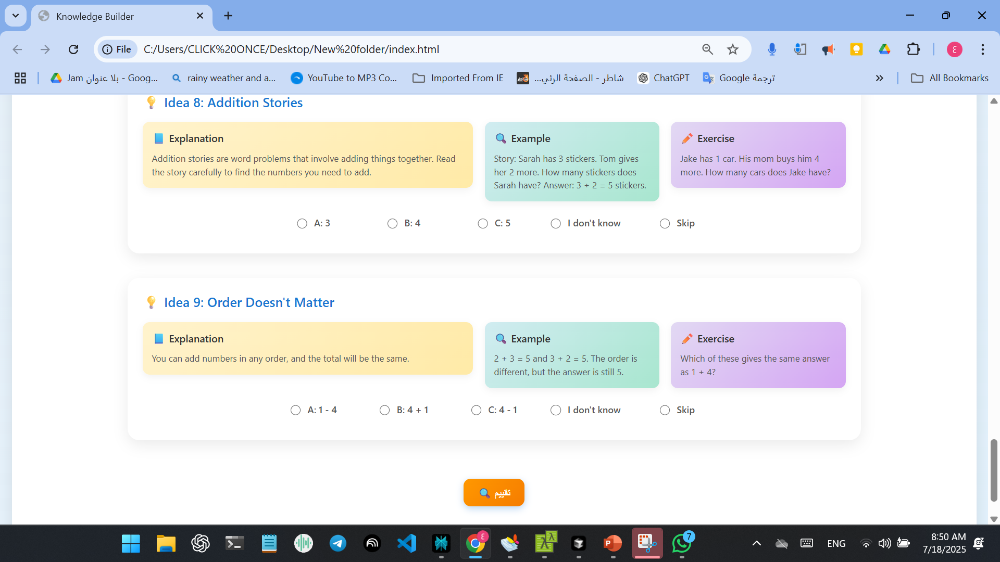 Knowledge Builder
File
C:/Users/CLICK%20ONCE/Desktop/New%20folder/index.html
ع
Jam بلا عنوان - Goog...
rainy weather and a...
YouTube to MP3 Co...
Imported From IE
شاطر - الصفحة الرئي...
ChatGPT
ترجمة Google
All Bookmarks
Idea 8: Addition Stories
Explanation
Addition stories are word problems that involve adding things together. Read
the story carefully to find the numbers you need to add.
Example
Story: Sarah has 3 stickers. Tom gives
her 2 more. How many stickers does
Sarah have? Answer: 3 + 2 = 5 stickers.
Exercise
Jake has 1 car. His mom buys him 4
more. How many cars does Jake have?
A: 3
B: 4
C: 5
I don't know
Skip
Idea 9: Order Doesn't Matter
Explanation
You can add numbers in any order, and the total will be the same.
Example
2 + 3 = 5 and 3 + 2 = 5. The order is
different, but the answer is still 5.
Exercise
Which of these gives the same answer
as 1 + 4?
A: 1 - 4
B: 4 + 1
C: 4 - 1
I don't know
Skip
تقييم
7
ENG
8:50 AM
7/18/2025